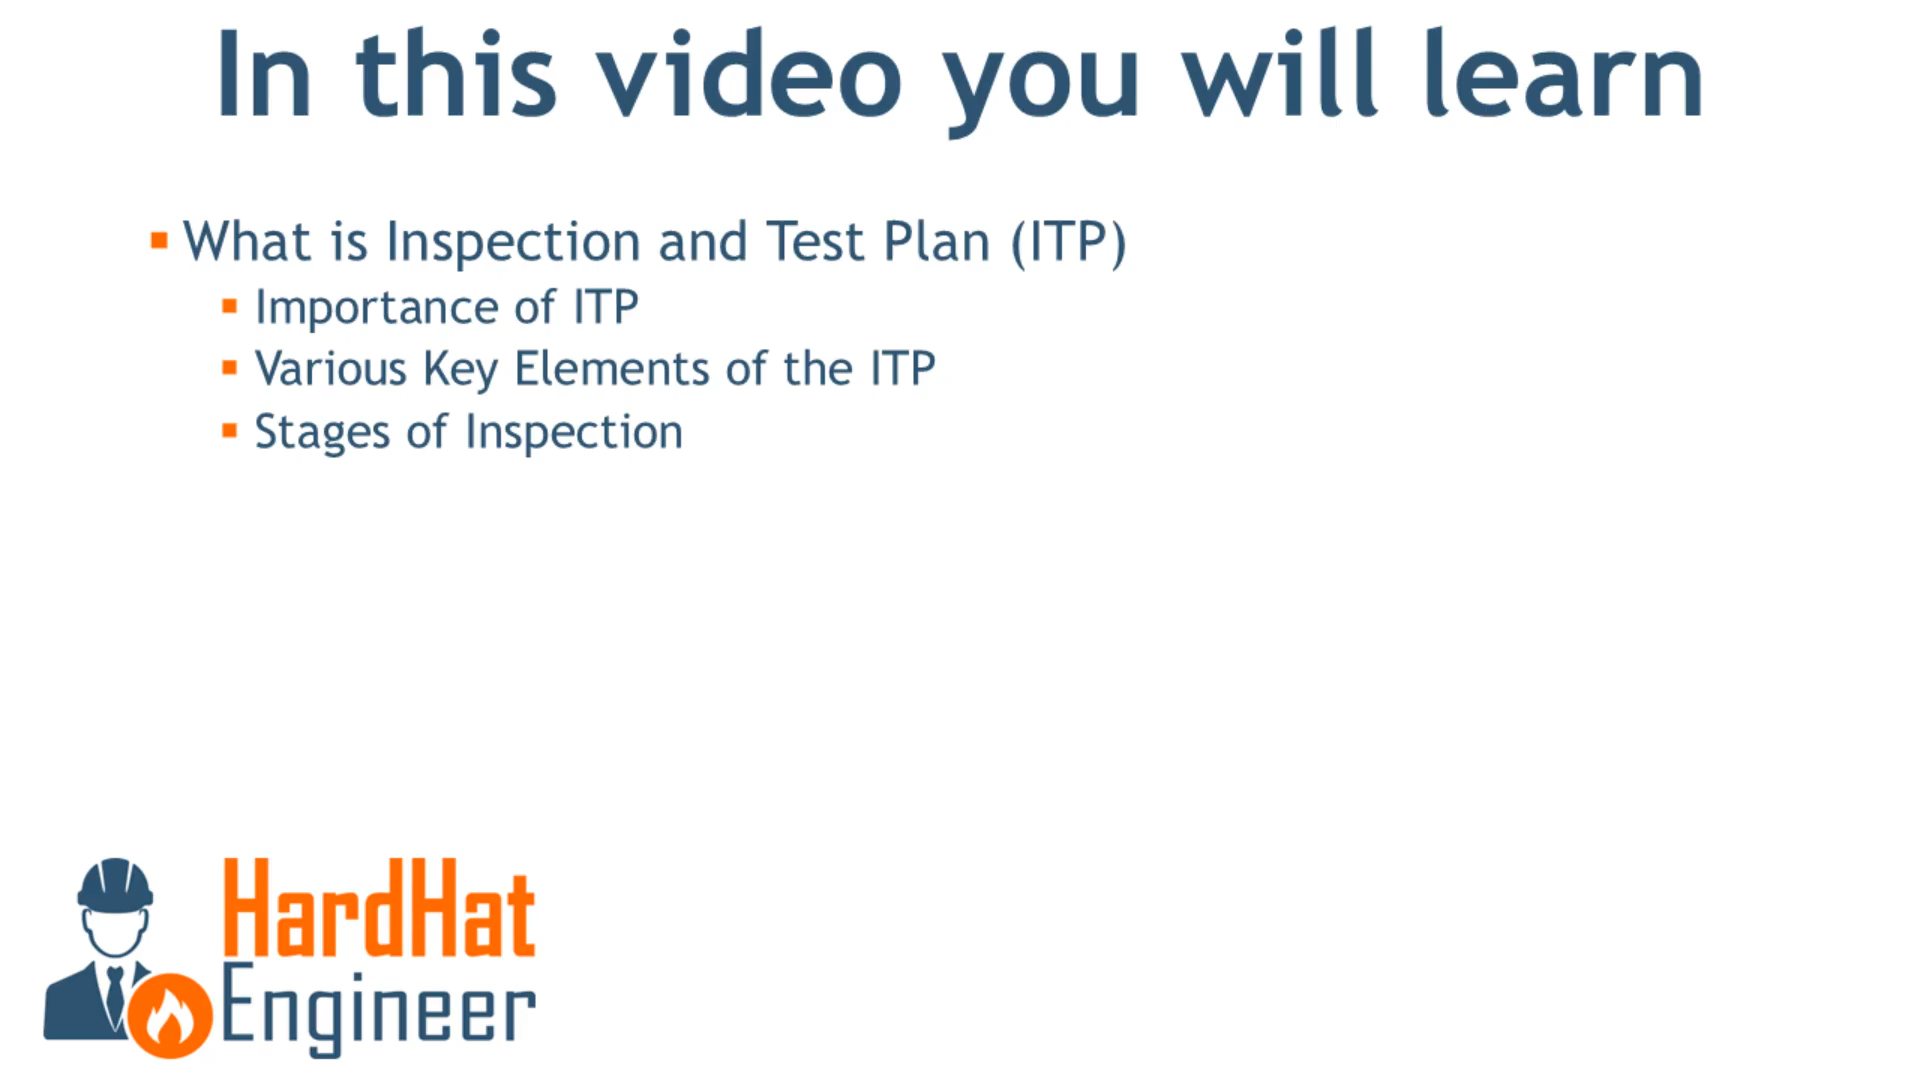 In this video you will learn
What is Inspection and Test Plan (ITP)
Importance of ITP
Various Key Elements of the ITP
Stages of Inspection
HardHat
Engineer